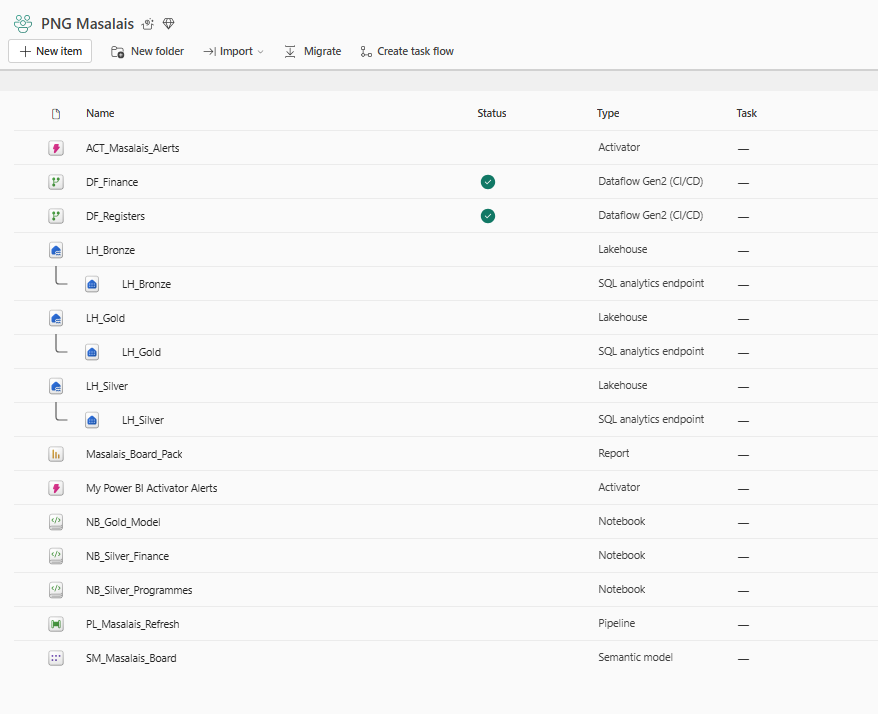 PNG Masalais
New item New folder Import Migrate Create task flow
Name Status Type Task
ACT_Masalais_Alerts Activator —
DF_Finance Dataflow Gen2 (CI/CD) —
DF_Registers Dataflow Gen2 (CI/CD) —
LH_Bronze Lakehouse —
LH_Bronze SQL analytics endpoint —
LH_Gold Lakehouse —
LH_Gold SQL analytics endpoint —
LH_Silver Lakehouse —
LH_Silver SQL analytics endpoint —
Masalais_Board_Pack Report —
My Power BI Activator Alerts Activator —
NB_Gold_Model Notebook —
NB_Silver_Finance Notebook —
NB_Silver_Programmes Notebook —
PL_Masalais_Refresh Pipeline —
SM_Masalais_Board Semantic model —